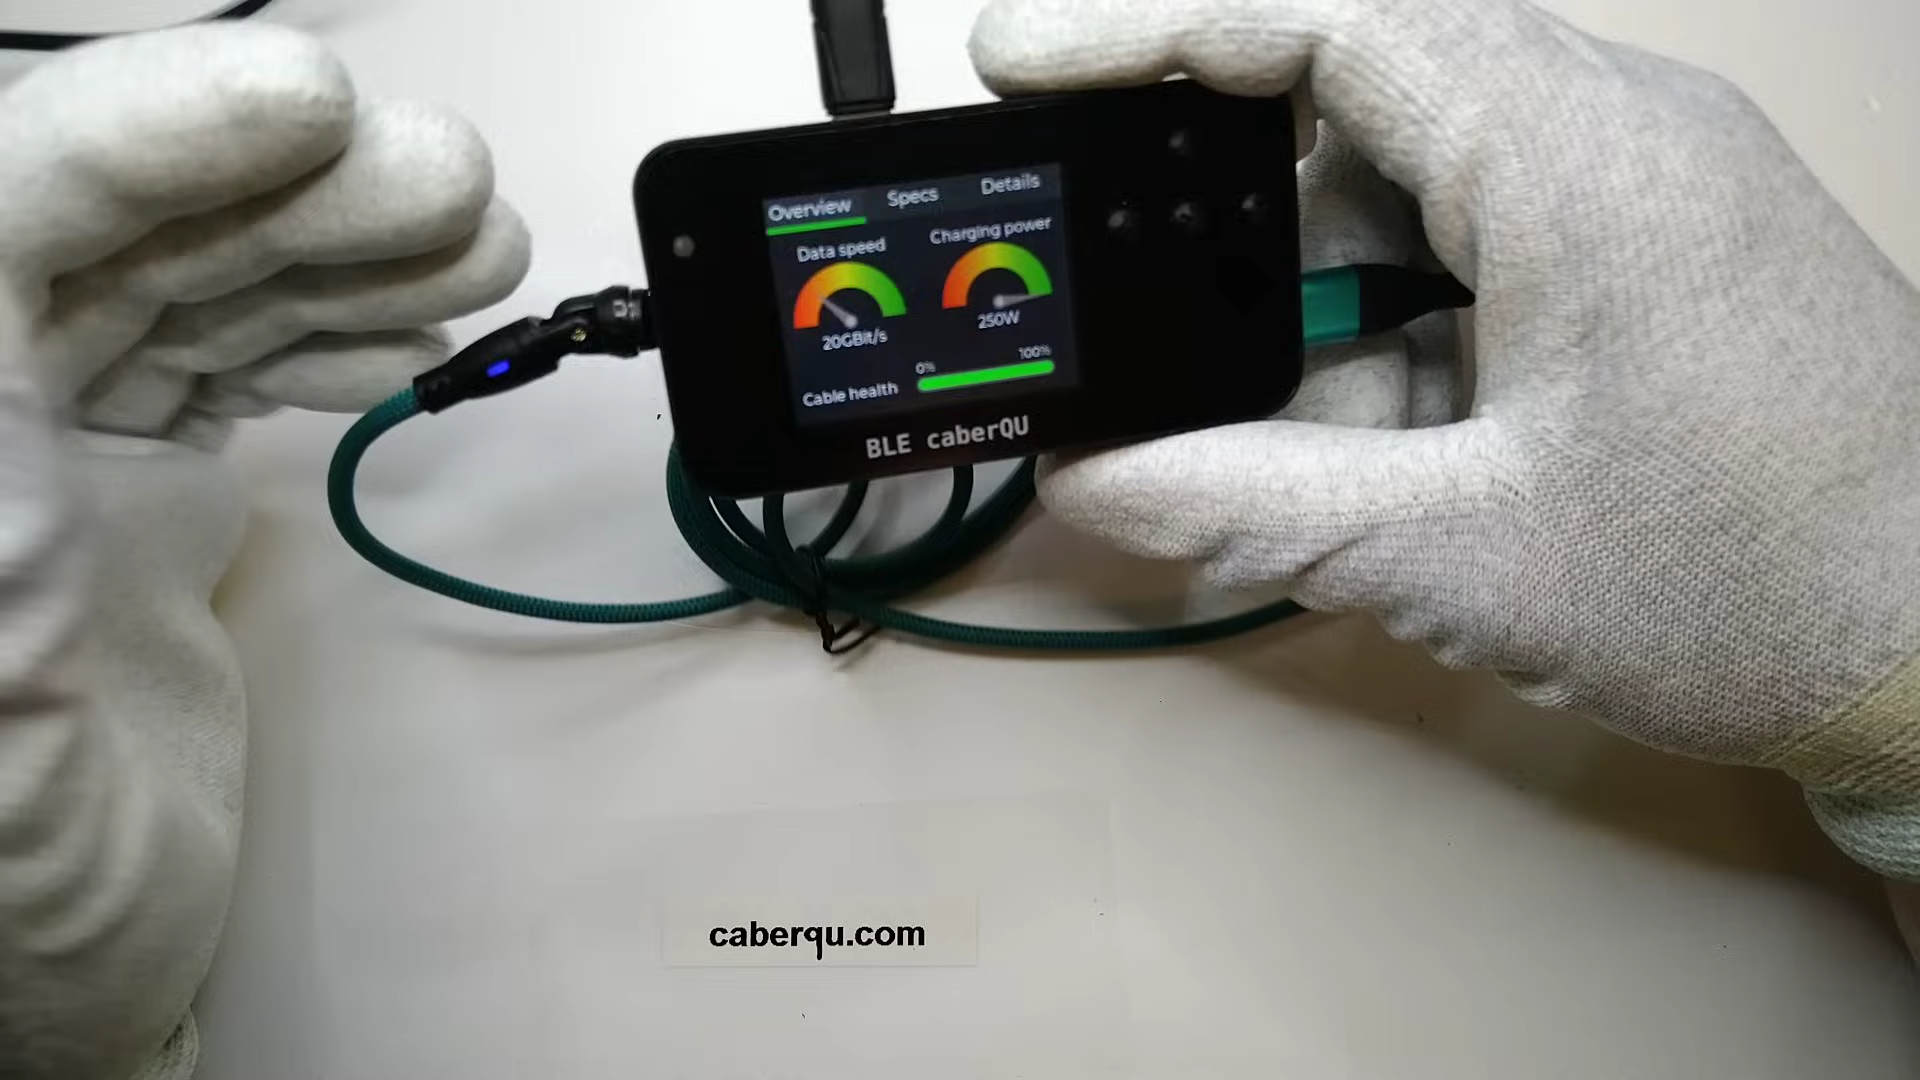 Overview Specs Details
Data speed Charging power
20GBit/s 250W
0% 100%
Cable health
BLE caberQU
caberqu.com